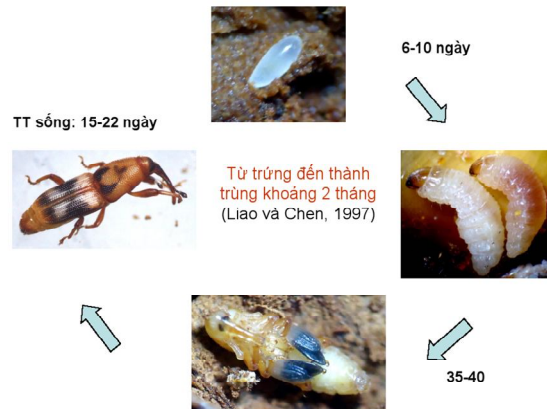 6-10 ngày
TT sống: 15-22 ngày
Từ trứng đến thành
trùng khoảng 2 tháng
(Liao và Chen, 1997)
35-40